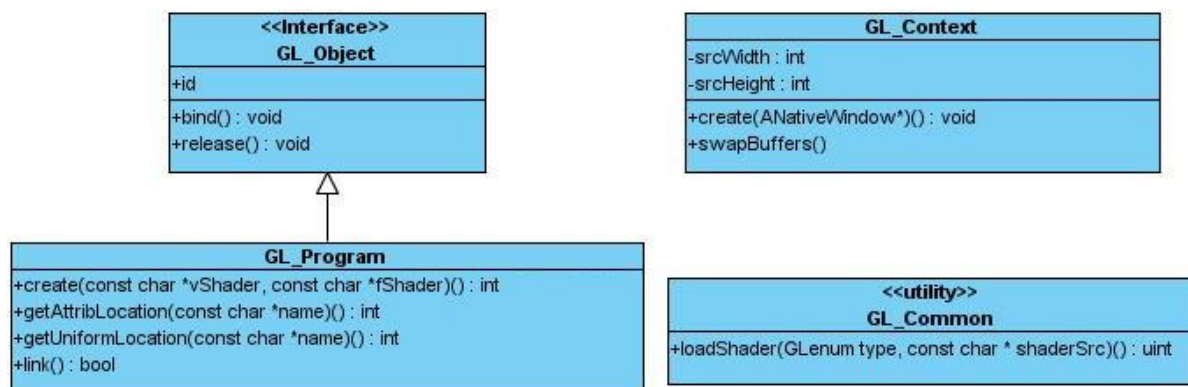 <<Interface>>
GL_Object
+id
+bind() : void
+release() : void
GL_Context
-srcWidth : int
-srcHeight : int
+create(ANativeWindow*)() : void
+swapBuffers()
GL_Program
+create(const char *vShader, const char *fShader)() : int
+getAttribLocation(const char *name)() : int
+getUniformLocation(const char *name)() : int
+link() : bool
<<utility>>
GL_Common
+loadShader(GLenum type, const char * shaderSrc)() : uint